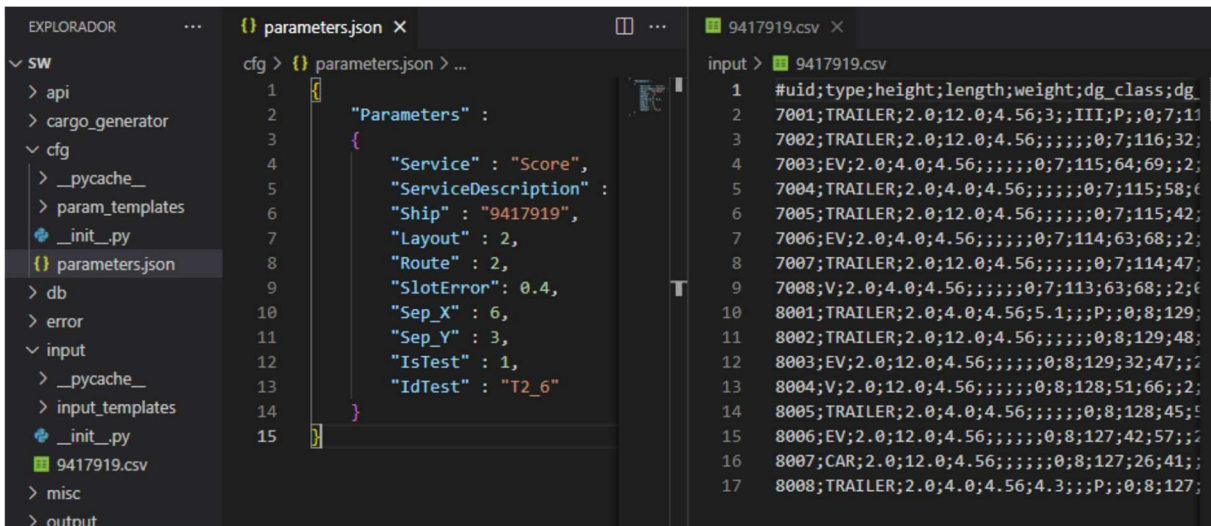 EXPLORADOR ...
SW
api
cargo_generator
cfg
__pycache__
param_templates
__init__.py
{} parameters.json
db
error
input
__pycache__
input_templates
__init__.py
9417919.csv
misc
output
{} parameters.json ×
cfg > {} parameters.json > ...
1 {
2 "Parameters" :
3 {
4 "Service" : "Score",
5 "ServiceDescription" :
6 "Ship" : "9417919",
7 "Layout" : 2,
8 "Route" : 2,
9 "SlotError": 0.4,
10 "Sep_X" : 6,
11 "Sep_Y" : 3,
12 "IsTest" : 1,
13 "IdTest" : "T2_6"
14 }
15 }
9417919.csv ×
input > 9417919.csv
1 #uid;type;height;length;weight;dg_class;dg_
2 7001;TRAILER;2.0;12.0;4.56;3;;III;P;;0;7;11
3 7002;TRAILER;2.0;12.0;4.56;;;;;;0;7;116;32;
4 7003;EV;2.0;4.0;4.56;;;;;;0;7;115;64;69;;2;
5 7004;TRAILER;2.0;4.0;4.56;;;;;;0;7;115;58;6
6 7005;TRAILER;2.0;12.0;4.56;;;;;;0;7;115;42;
7 7006;EV;2.0;4.0;4.56;;;;;;0;7;114;63;68;;2;
8 7007;TRAILER;2.0;12.0;4.56;;;;;;0;7;114;47;
9 7008;V;2.0;4.0;4.56;;;;;;0;7;113;63;68;;2;6
10 8001;TRAILER;2.0;4.0;4.56;5.1;;;P;;0;8;129;
11 8002;TRAILER;2.0;12.0;4.56;;;;;;0;8;129;48;
12 8003;EV;2.0;12.0;4.56;;;;;;0;8;129;32;47;;2
13 8004;V;2.0;12.0;4.56;;;;;;0;8;128;51;66;;2;
14 8005;TRAILER;2.0;4.0;4.56;;;;;;0;8;128;45;5
15 8006;EV;2.0;12.0;4.56;;;;;;0;8;127;42;57;;2
16 8007;CAR;2.0;12.0;4.56;;;;;;0;8;127;26;41;;
17 8008;TRAILER;2.0;4.0;4.56;4.3;;;P;;0;8;127;